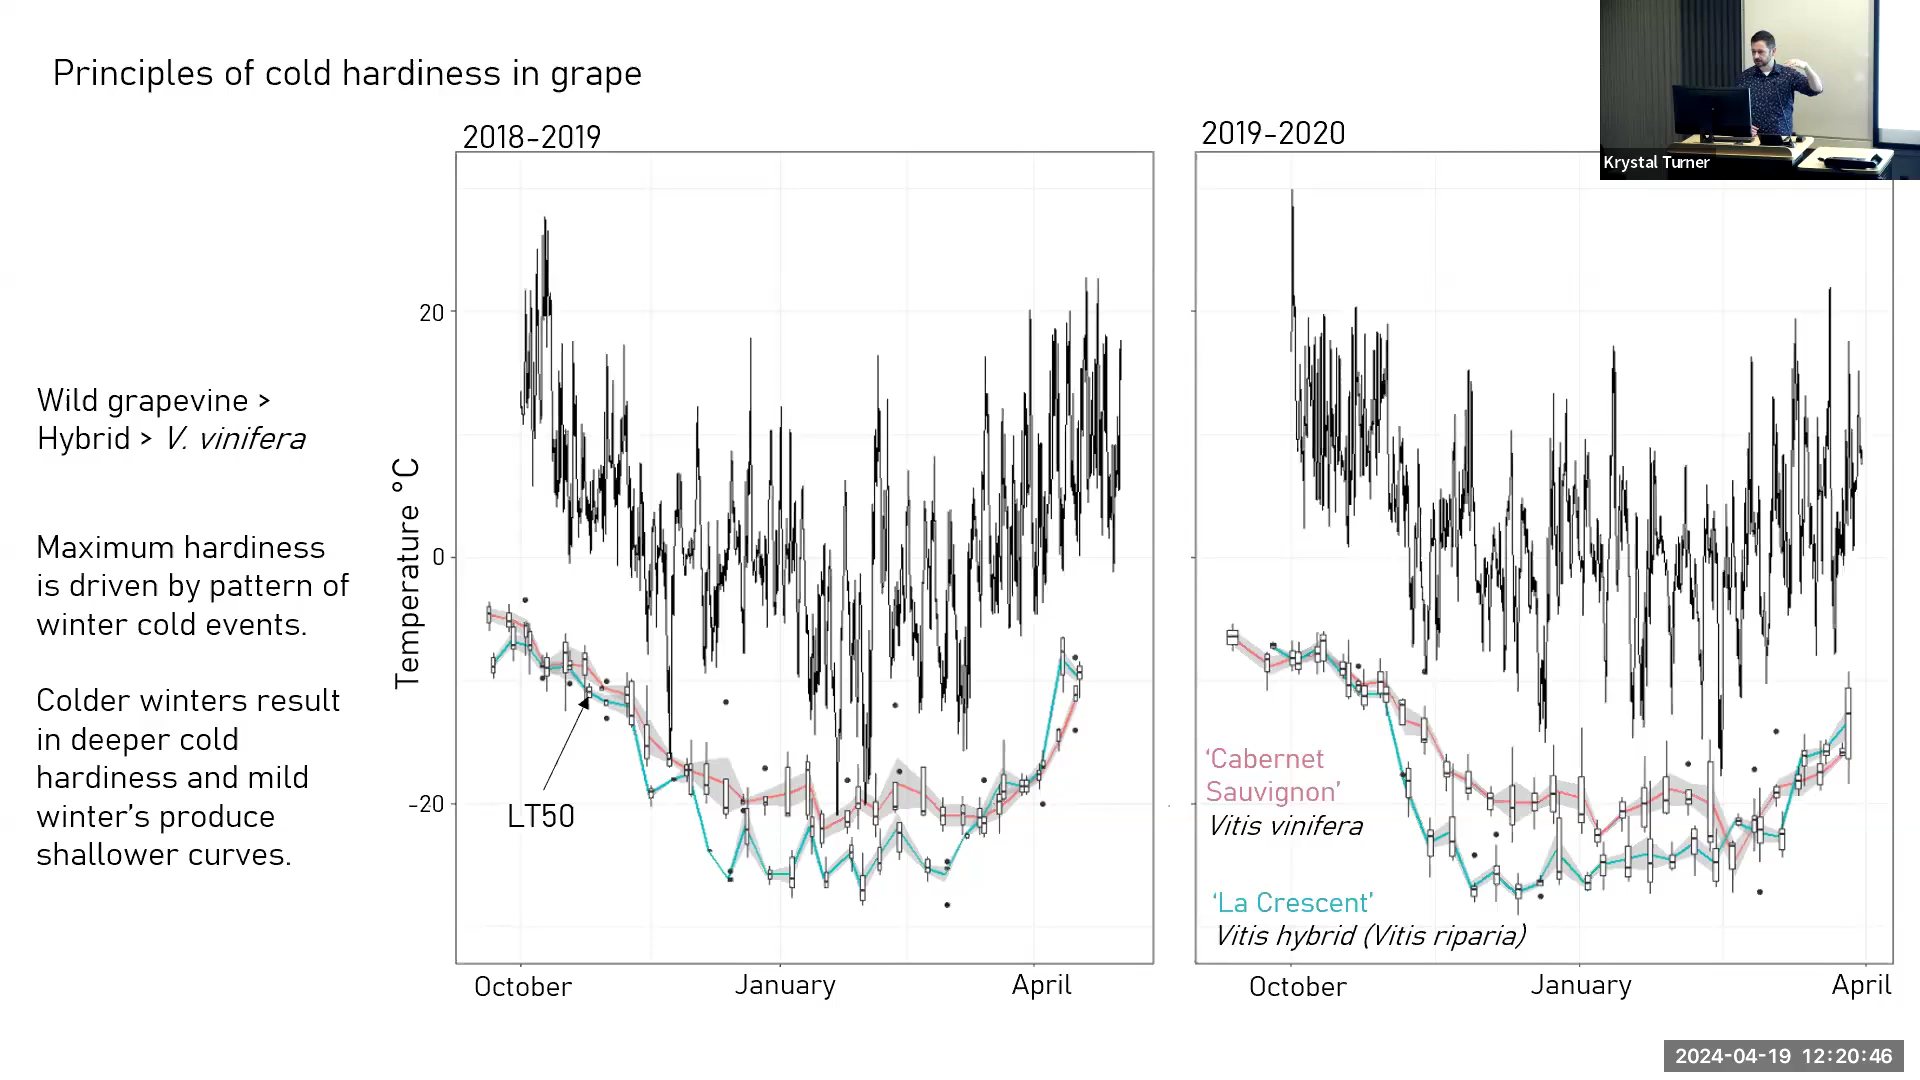 Principles of cold hardiness in grape
Krystal Turner
Wild grapevine >
Hybrid > V. vinifera
Maximum hardiness
is driven by pattern of
winter cold events.
Colder winters result
in deeper cold
hardiness and mild
winter's produce
shallower curves.
2018-2019
Temperature °C
20
0
-20
LT50
October
January
April
2019-2020
'Cabernet
Sauvignon'
Vitis vinifera
'La Crescent'
Vitis hybrid (Vitis riparia)
October
January
April
2024-04-19 12:20:46